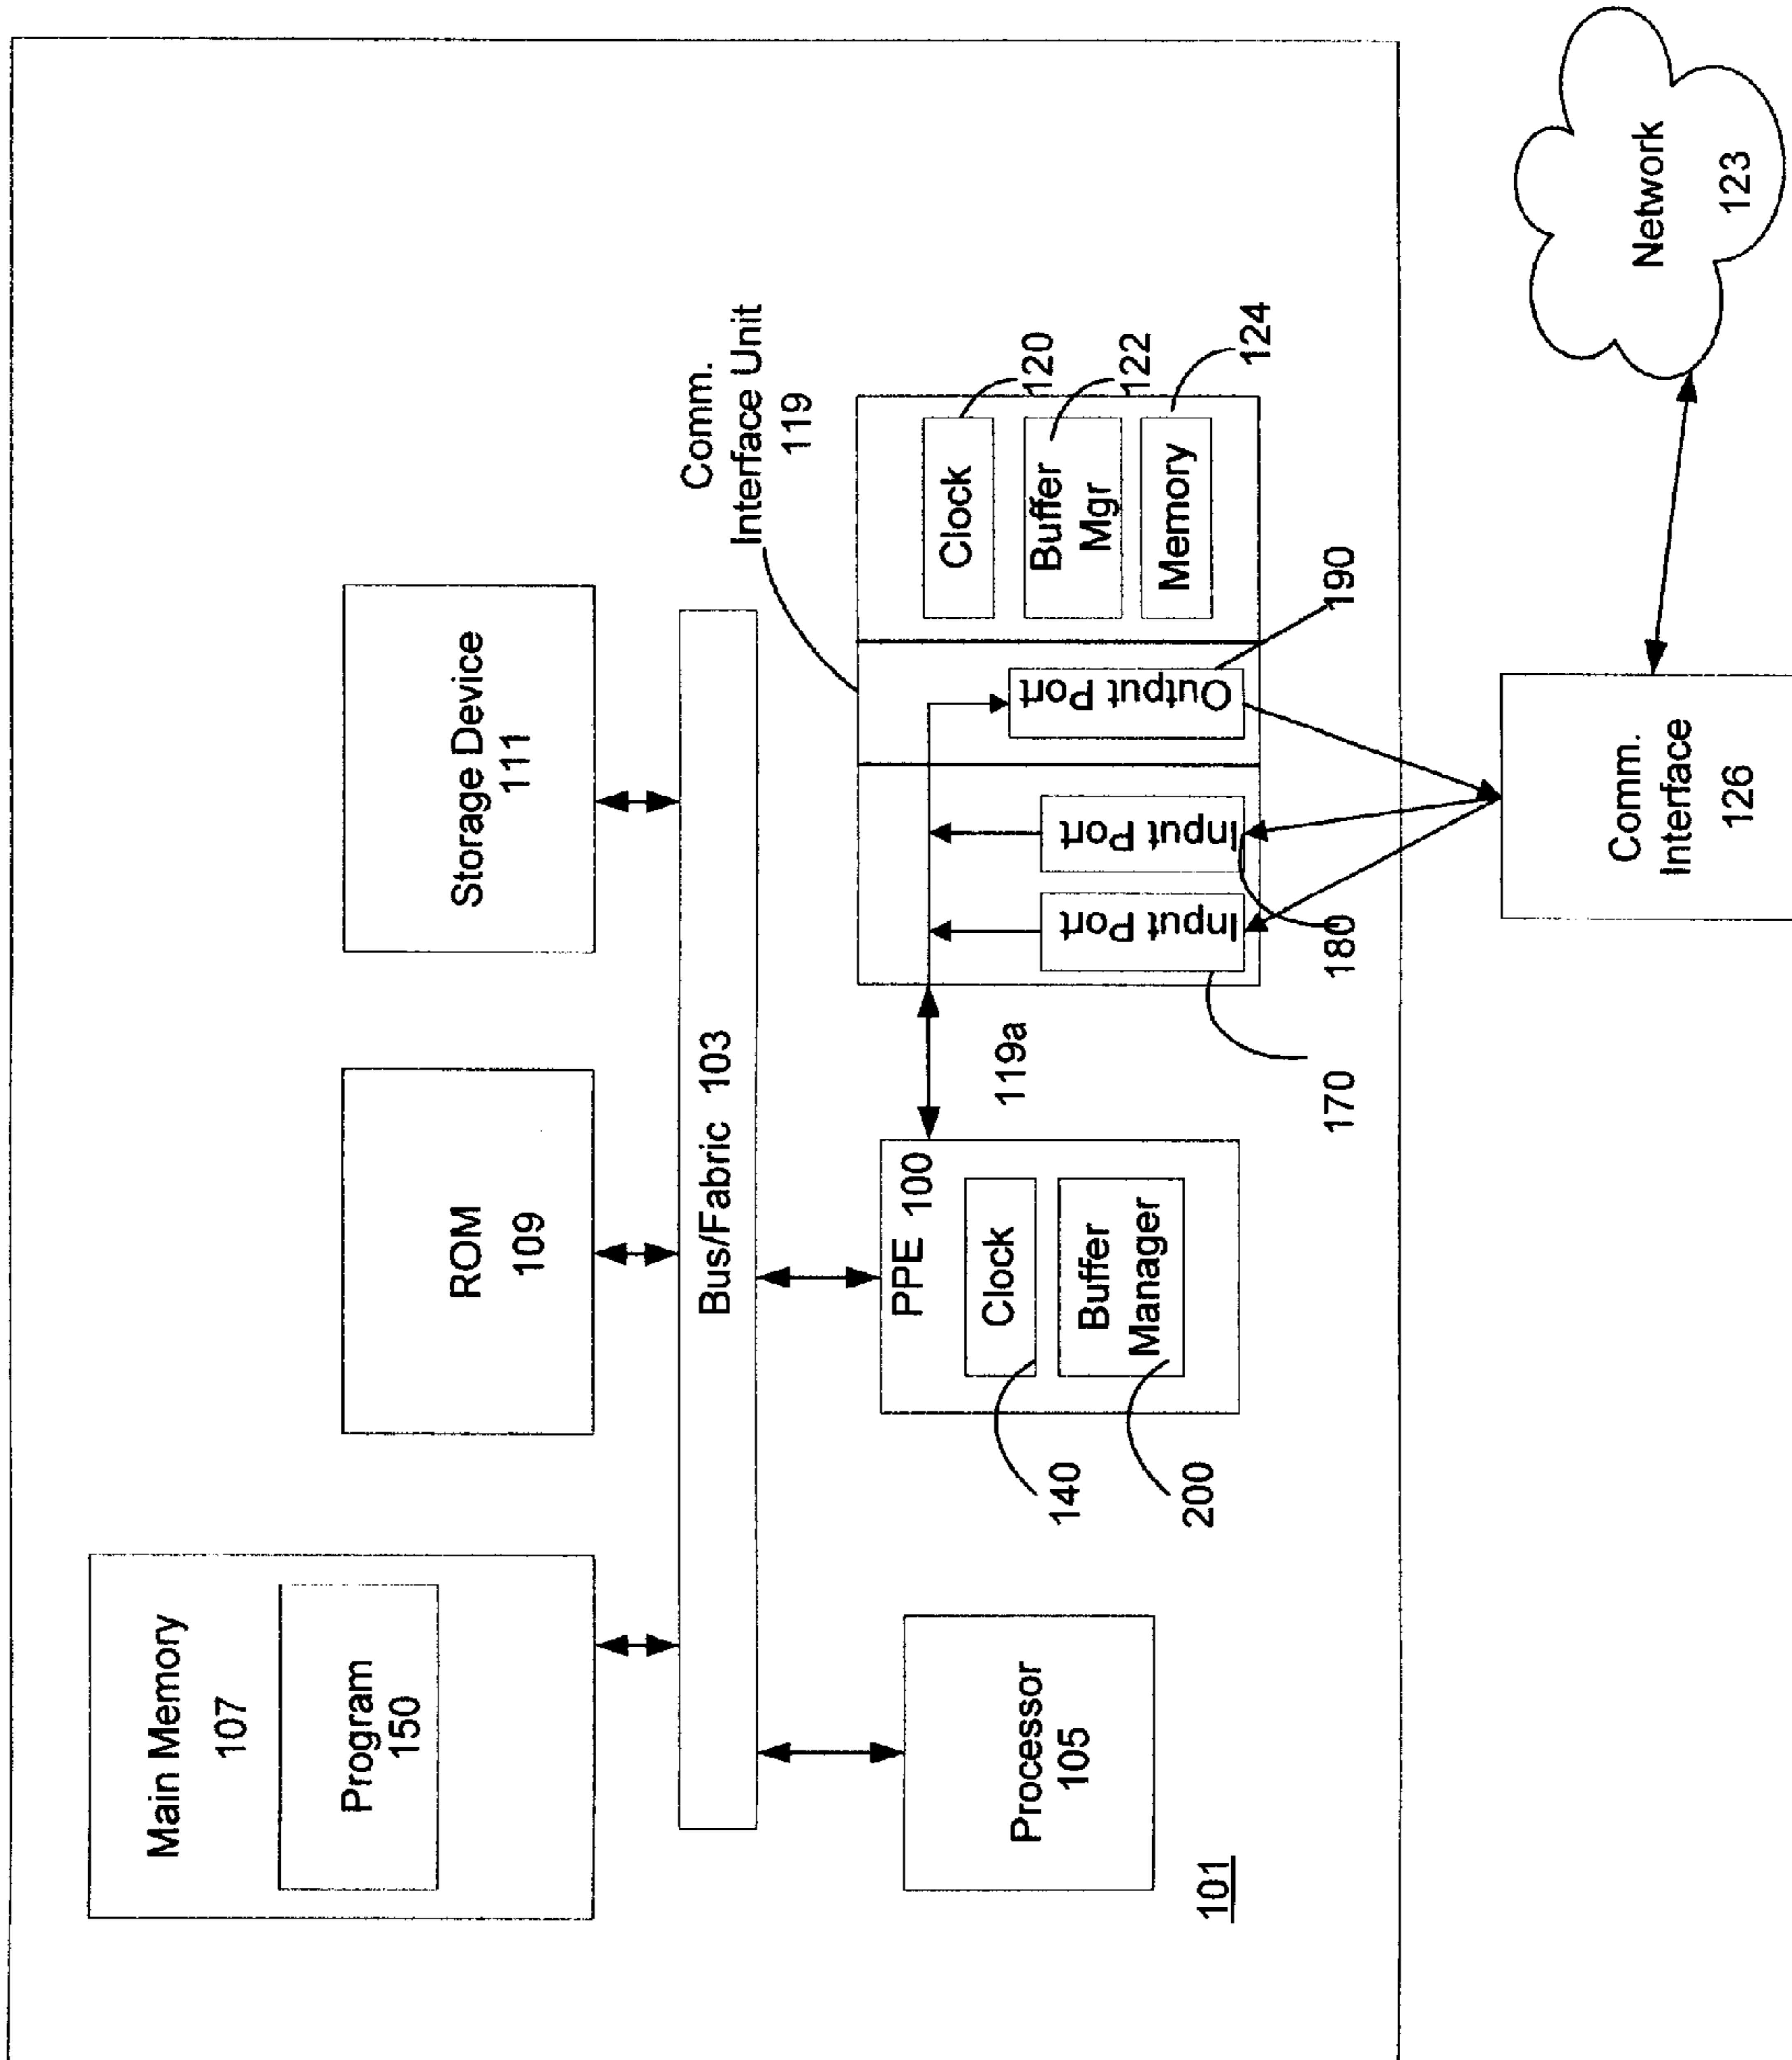 Main Memory
107
Program
150
ROM
109
Storage Device
111
Bus/Fabric 103
Processor
105
101
PPE 100
Clock
Buffer
Manager
140
200
119a
Comm.
Interface Unit
119
Input Port
Input Port
Output Port
170
180
190
Clock
Buffer
Mgr
Memory
120
122
124
Comm.
Interface
126
Network
123